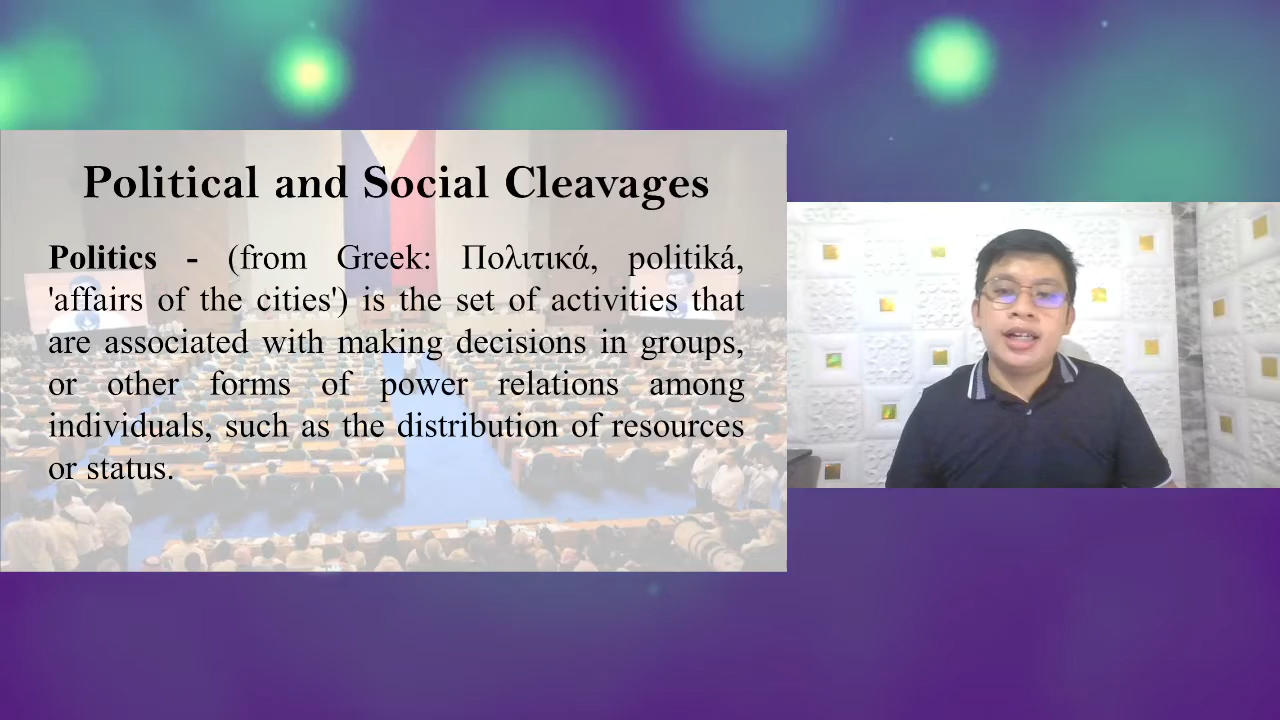 Political and Social Cleavages
Politics - (from Greek: Πολιτικά, politiká,
'affairs of the cities') is the set of activities that
are associated with making decisions in groups,
or other forms of power relations among
individuals, such as the distribution of resources
or status.